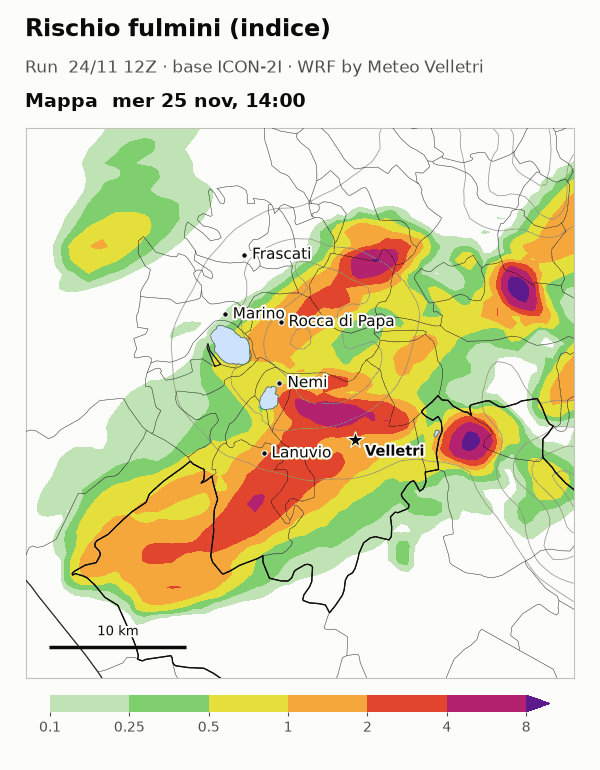 Rischio fulmini (indice)
Run  24/11 12Z · base ICON-2I · WRF by Meteo Velletri
Mappa  mer 25 nov, 14:00
Frascati
Marino
Rocca di Papa
Nemi
Velletri
Lanuvio
10 km
0.1 0.25 0.5 1 2 4 8